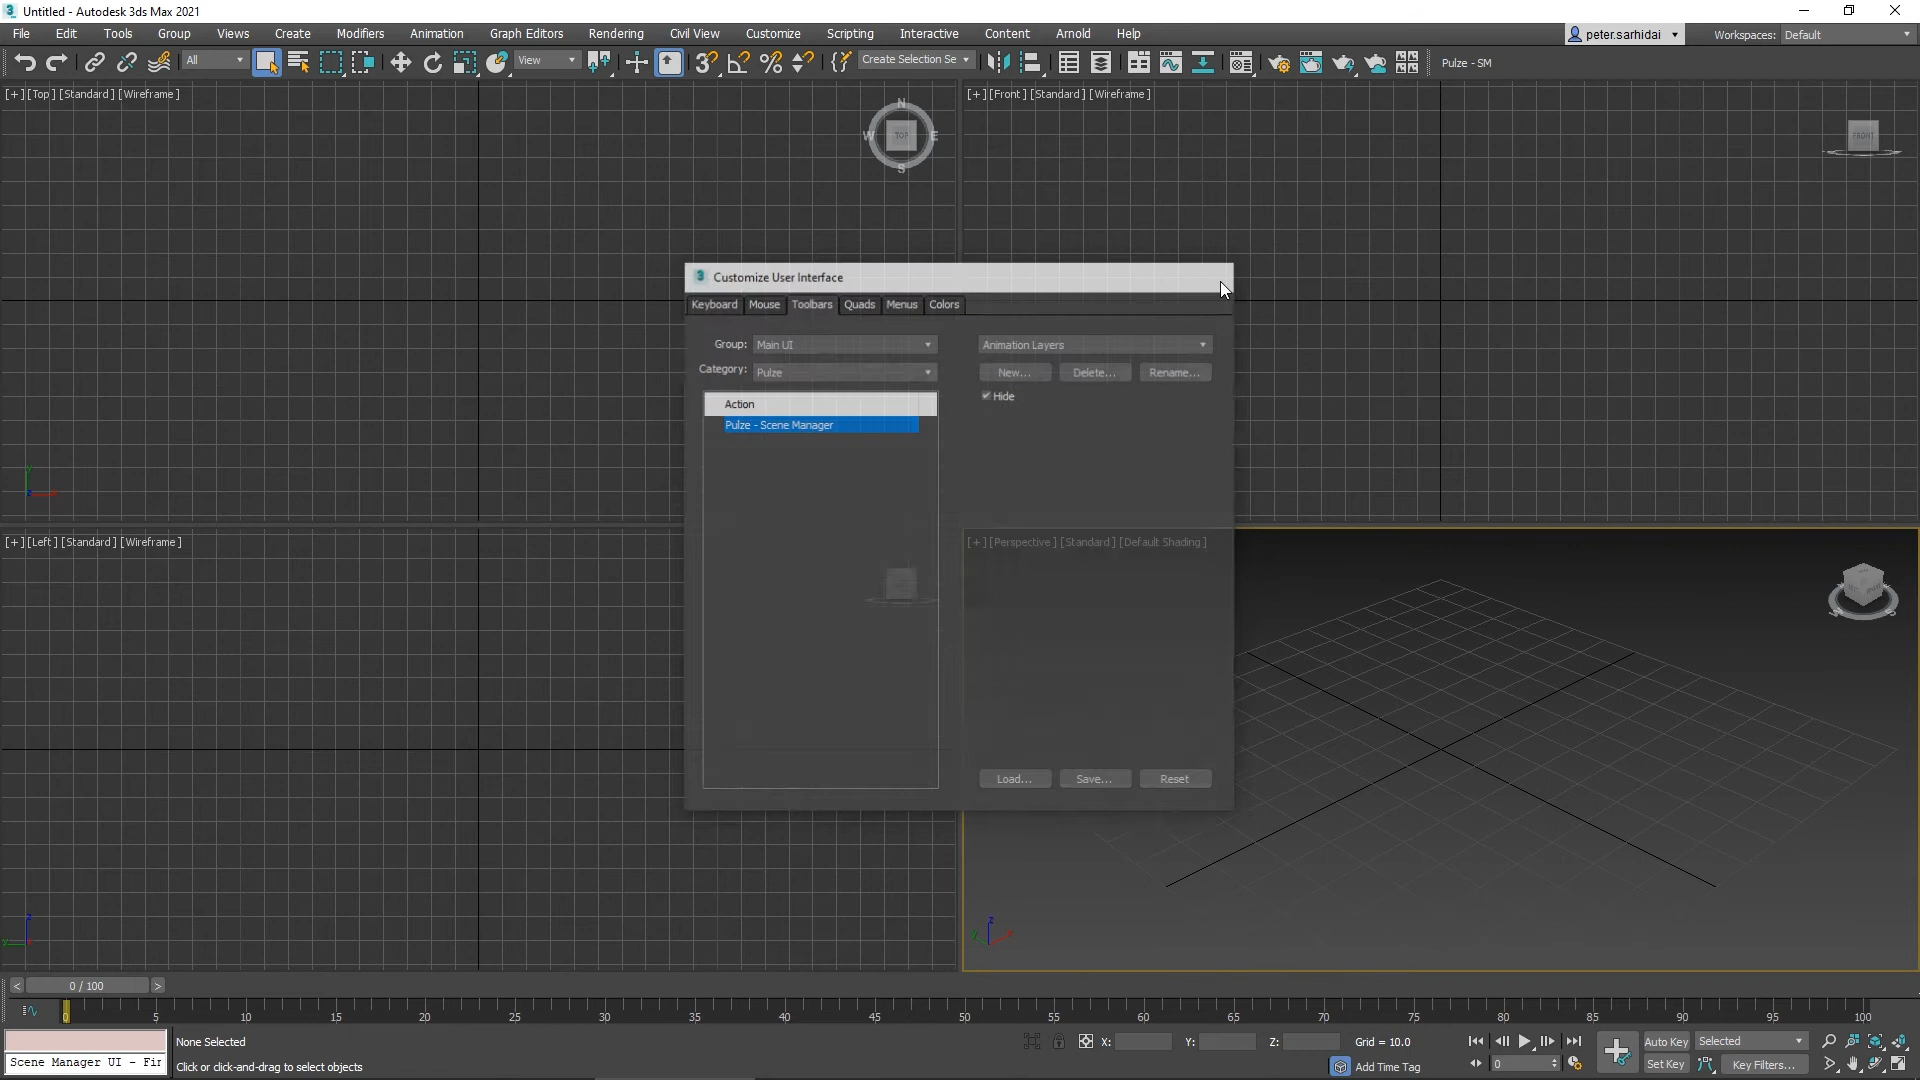 Untitled - Autodesk 3ds Max 2021
File Edit Tools Group Views Create Modifiers Animation Graph Editors Rendering Civil View Customize Scripting Interactive Content Arnold Help
peter.sarhidai Workspaces: Default
All View Create Selection Se Pulze - SM
[+] [Top] [Standard] [Wireframe]
[+] [Front] [Standard] [Wireframe]
N
W TOP E
S
FRONT
Customize User Interface
Keyboard Mouse Toolbars Quads Menus Colors
Group: Main UI
Animation Layers
Category: Pulze
New... Delete... Rename...
Hide
Action
Pulze - Scene Manager
[+] [Left] [Standard] [Wireframe]
[+] [Perspective] [Standard] [Default Shading]
Load... Save... Reset
< 0 / 100 >
0 5 10 15 20 25 30 35 40 45 50 55 60 65 70 75 80 85 90 95 100
None Selected
X: Y: Z: Grid = 10.0
Auto Key Selected
Scene Manager UI - Fir
Click or click-and-drag to select objects
Add Time Tag
0
Set Key Key Filters...